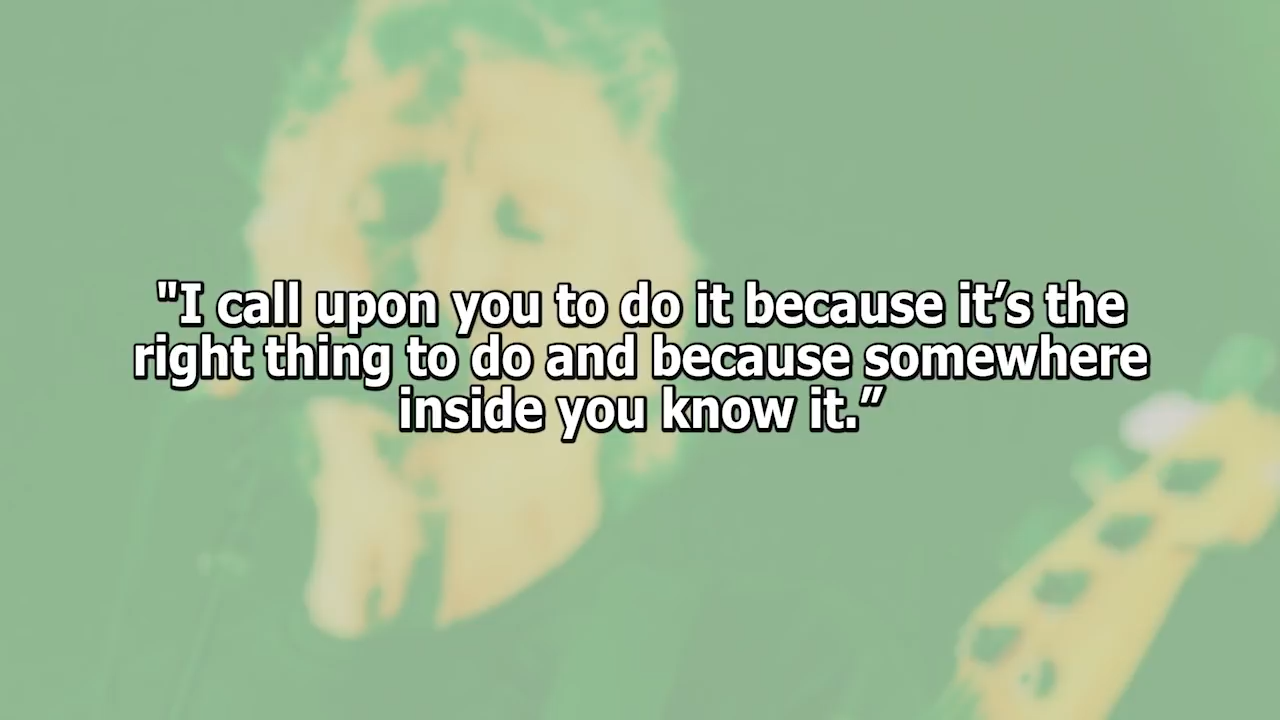 "I call upon you to do it because it’s the
right thing to do and because somewhere
inside you know it.”